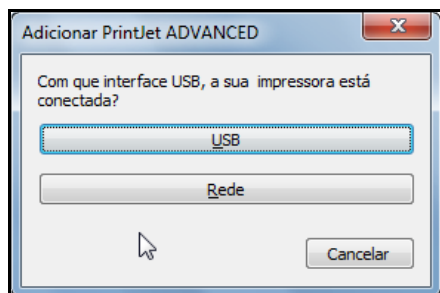 Adicionar PrintJet ADVANCED
Com que interface USB, a sua impressora está
conectada?
USB
Rede
Cancelar